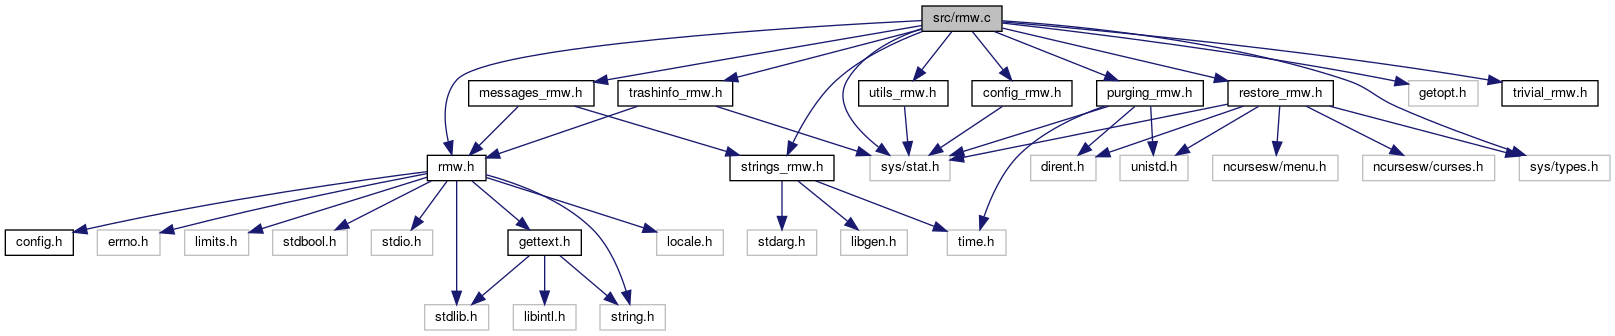 src/rmw.c
messages_rmw.h
trashinfo_rmw.h
utils_rmw.h
config_rmw.h
purging_rmw.h
restore_rmw.h
getopt.h
trivial_rmw.h
rmw.h
strings_rmw.h
sys/stat.h
dirent.h
unistd.h
ncursesw/menu.h
ncursesw/curses.h
sys/types.h
config.h
errno.h
limits.h
stdbool.h
stdio.h
gettext.h
locale.h
stdarg.h
libgen.h
time.h
stdlib.h
libintl.h
string.h